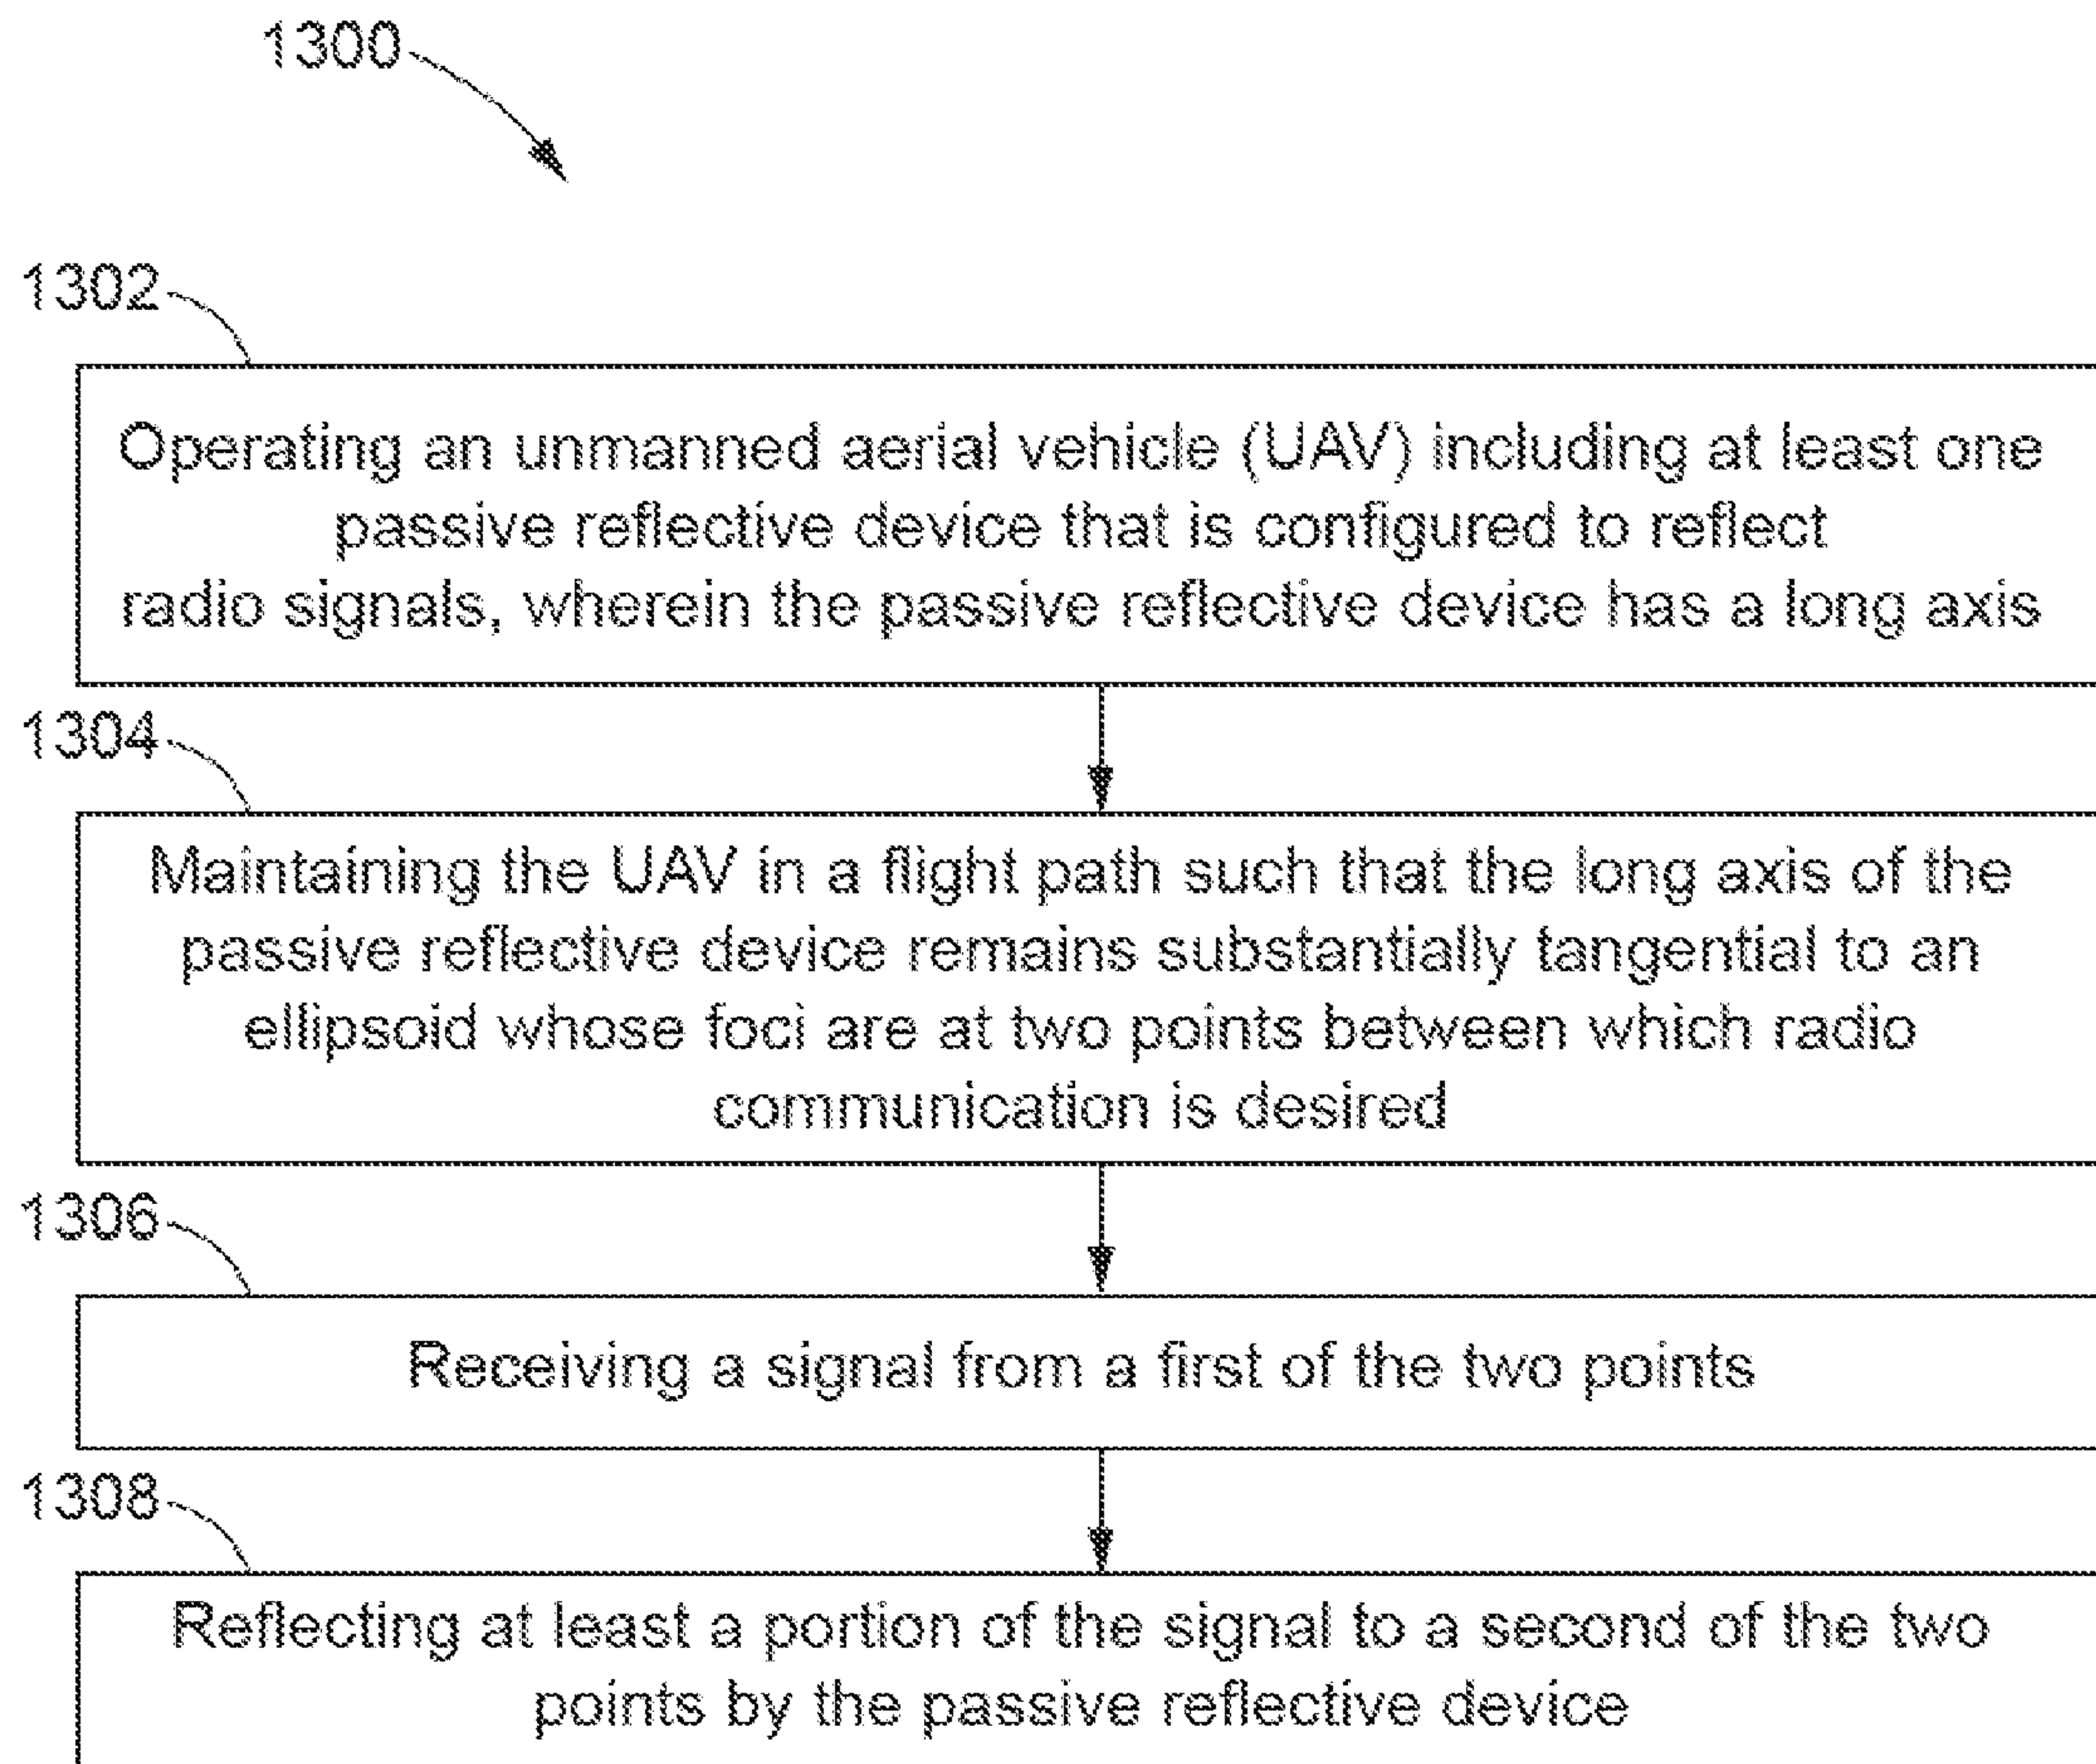 1300
1302
Operating an unmanned aerial vehicle (UAV) including at least one
passive reflective device that is configured to reflect
radio signals, wherein the passive reflective device has a long axis
1304
Maintaining the UAV in a flight path such that the long axis of the
passive reflective device remains substantially tangential to an
ellipsoid whose foci are at two points between which radio
communication is desired
1306
Receiving a signal from a first of the two points
1308
Reflecting at least a portion of the signal to a second of the two
points by the passive reflective device